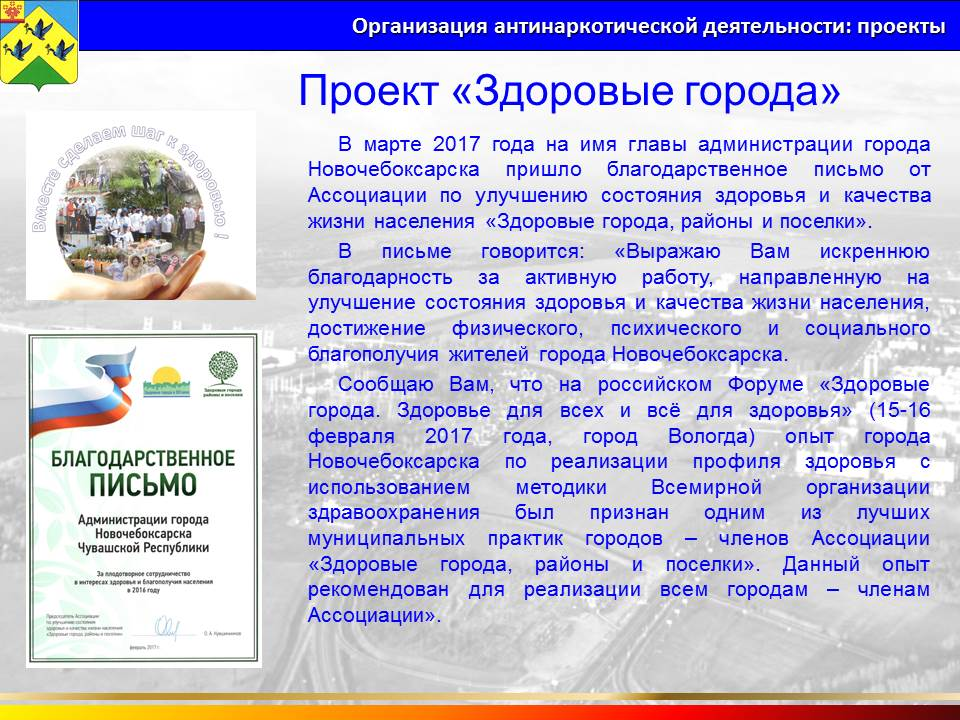 Организация антинаркотической деятельности: проекты
Проект «Здоровые города»
Вместе сделаем шаг к здоровью !
В марте 2017 года на имя главы администрации города
Новочебоксарска пришло благодарственное письмо от
Ассоциации по улучшению состояния здоровья и качества
жизни населения «Здоровые города, районы и поселки».
В письме говорится: «Выражаю Вам искреннюю
благодарность за активную работу, направленную на
улучшение состояния здоровья и качества жизни населения,
достижение физического, психического и социального
благополучия жителей города Новочебоксарска.
Сообщаю Вам, что на российском Форуме «Здоровые
города. Здоровье для всех и всё для здоровья» (15-16
февраля 2017 года, город Вологда) опыт города
Новочебоксарска по реализации профиля здоровья с
использованием методики Всемирной организации
здравоохранения был признан одним из лучших
муниципальных практик городов – членов Ассоциации
«Здоровые города, районы и поселки». Данный опыт
рекомендован для реализации всем городам – членам
Ассоциации».
Здоровые города
районы и поселки
БЛАГОДАРСТВЕННОЕ
ПИСЬМО
Администрации города
Новочебоксарска
Чувашской Республики
За плодотворное сотрудничество
в интересах здоровья и благополучия населения
в 2016 году
Председатель Ассоциации
по улучшению состояния
здоровья и качества жизни населения
«Здоровые города, районы и поселки»
О. А. Кувшинников
февраль 2017 г.